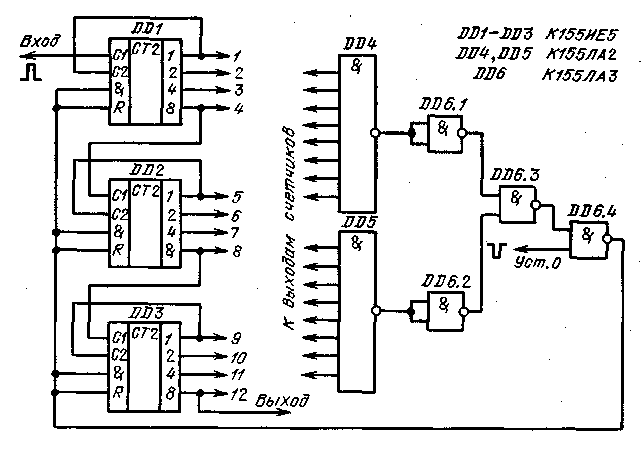 Вход
DD1
C1 CT2 1 1
C2 2 2
& 4 3
R 8 4
DD2
C1 CT2 1 5
C2 2 6
& 4 7
R & 8
DD3
C1 CT2 1 9
C2 2 10
& 4 11
R 8 12
Выход
К выходам счетчиков
DD4
&
DD5
&
DD6.1
&
DD6.2
&
DD6.3
&
DD6.4
&
Уст.0
DD1-DD3 К155ИЕ5
DD4,DD5 К155ЛА2
DD6 К155ЛА3